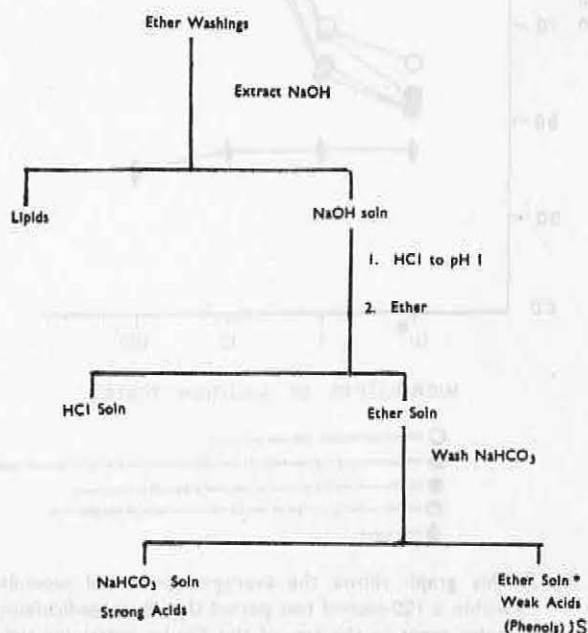 Ether Washings
Extract NaOH
Lipids
NaOH soln
1. HCl to pH 1
2. Ether
HCl Soln
Ether Soln
Wash NaHCO₃
NaHCO₃ Soln
Strong Acids
Ether Soln*
Weak Acids
(Phenols) }S